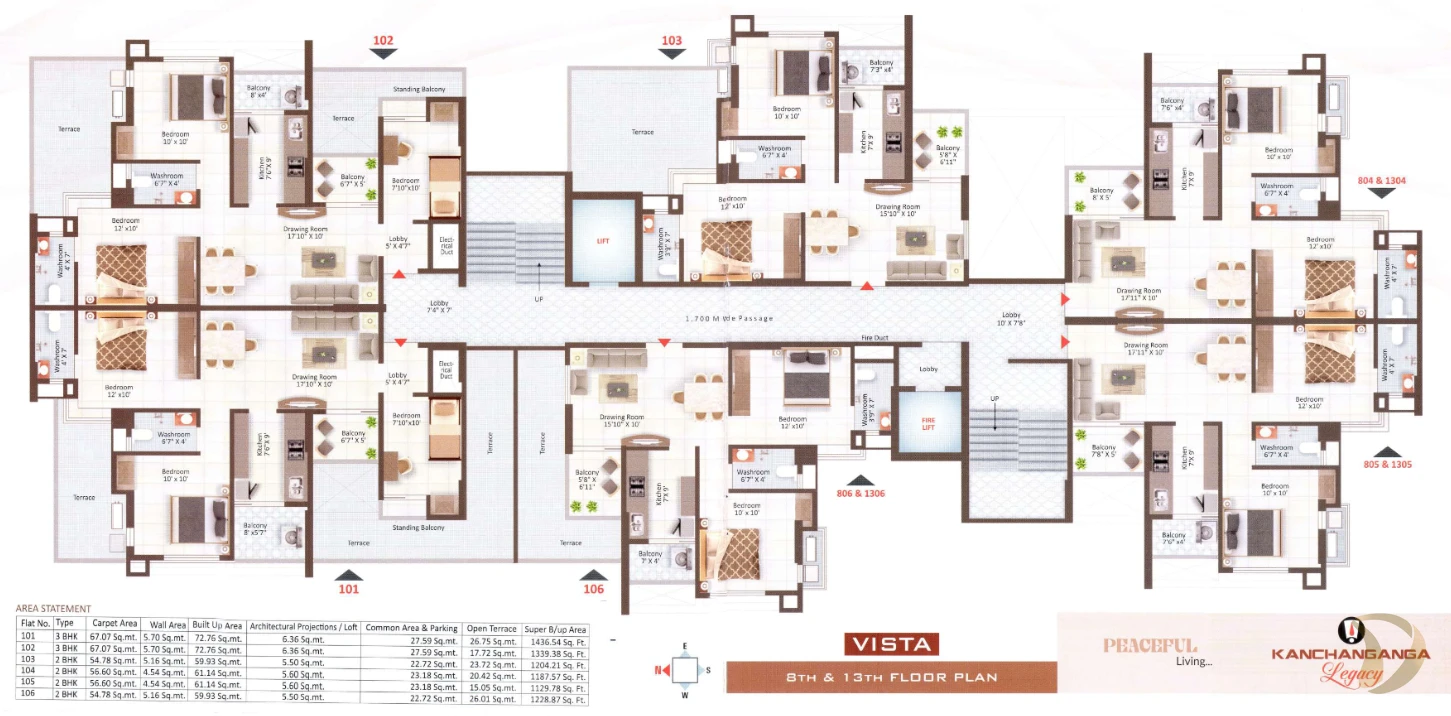 102
103
Standing Balcony
Balcony
8' x4'
Terrace
Terrace
Bedroom
10' x 10'
Kitchen
7'6"X 9'
Balcony
6'7" X 5'
Bedroom
7'10"x10'
Washroom
6'7" X 4'
Bedroom
12' x10'
Washroom
4' X 7'
Drawing Room
17'10" X 10'
Lobby
5' X 4'7"
Elect-
rical
Duct
UP
LIFT
Terrace
Bedroom
10' x 10'
Balcony
7'3" x4'
Kitchen
7'X 9'
Balcony
5'8" X
6'11"
Washroom
6'7" X 4'
Washroom
3'9" X 7'
Bedroom
12' x10'
Drawing Room
15'10" X 10'
Balcony
7'6" x4'
Bedroom
10' x 10'
Kitchen
7'X 9'
Balcony
8' X 5'
Washroom
6'7" X 4'
804 & 1304
Bedroom
12' x10'
Washroom
4' X 7'
Drawing Room
17'11" X 10'
Lobby
7'4" X 7'
1.700 M Wide Passage
Lobby
10' X 7'8"
Fire Duct
Washroom
4' X 7'
Bedroom
12' x10'
Drawing Room
17'10" X 10'
Lobby
5' X 4'7"
Elect-
rical
Duct
Bedroom
7'10"x10'
Balcony
6'7" X 5'
Kitchen
7'6"X 9'
Washroom
6'7" X 4'
Bedroom
10' x 10'
Terrace
Balcony
8' x5'7"
Terrace
Standing Balcony
Terrace
Terrace
Terrace
Drawing Room
15'10" X 10'
Bedroom
12' x10'
Washroom
3'9" X 7'
Lobby
FIRE
LIFT
UP
Balcony
5'8" X
6'11"
Kitchen
7'X 9'
Washroom
6'7" X 4'
Bedroom
10' x 10'
Balcony
7' X 4'
806 & 1306
Drawing Room
17'11" X 10'
Bedroom
12' x10'
Washroom
4' X 7'
Balcony
7'8" X 5'
Kitchen
7'X 9'
Washroom
6'7" X 4'
Bedroom
10' x 10'
Balcony
7'6" x4'
805 & 1305
101
106
AREA STATEMENT
Flat No. Type Carpet Area Wall Area Built Up Area Architectural Projections / Loft Common Area & Parking Open Terrace Super B/up Area
101 3 BHK 67.07 Sq.mt. 5.70 Sq.mt. 72.76 Sq.mt. 6.36 Sq.mt. 27.59 Sq.mt. 26.75 Sq.mt. 1436.54 Sq. Ft.
102 3 BHK 67.07 Sq.mt. 5.70 Sq.mt. 72.76 Sq.mt. 6.36 Sq.mt. 27.59 Sq.mt. 17.72 Sq.mt. 1339.38 Sq. Ft.
103 2 BHK 54.78 Sq.mt. 5.16 Sq.mt. 59.93 Sq.mt. 5.50 Sq.mt. 22.72 Sq.mt. 23.72 Sq.mt. 1204.21 Sq. Ft.
104 2 BHK 56.60 Sq.mt. 4.54 Sq.mt. 61.14 Sq.mt. 5.60 Sq.mt. 23.18 Sq.mt. 20.42 Sq.mt. 1187.57 Sq. Ft.
105 2 BHK 56.60 Sq.mt. 4.54 Sq.mt. 61.14 Sq.mt. 5.60 Sq.mt. 23.18 Sq.mt. 15.05 Sq.mt. 1129.78 Sq. Ft.
106 2 BHK 54.78 Sq.mt. 5.16 Sq.mt. 59.93 Sq.mt. 5.50 Sq.mt. 22.72 Sq.mt. 26.01 Sq.mt. 1228.87 Sq. Ft.
E
N
S
W
VISTA
8TH & 13TH FLOOR PLAN
PEACEFUL
Living...
KANCHANGANGA
Legacy